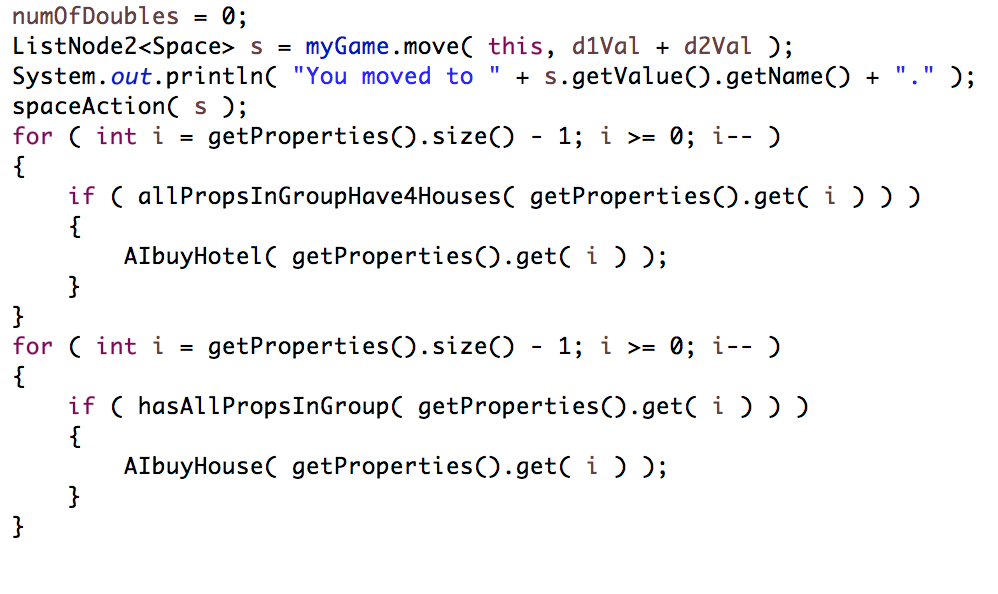 numOfDoubles = 0;
ListNode2<Space> s = myGame.move( this, d1Val + d2Val );
System.out.println( "You moved to " + s.getValue().getName() + "." );
spaceAction( s );
for ( int i = getProperties().size() - 1; i >= 0; i-- )
{
    if ( allPropsInGroupHave4Houses( getProperties().get( i ) ) )
    {
        AIbuyHotel( getProperties().get( i ) );
    }
}
for ( int i = getProperties().size() - 1; i >= 0; i-- )
{
    if ( hasAllPropsInGroup( getProperties().get( i ) ) )
    {
        AIbuyHouse( getProperties().get( i ) );
    }
}